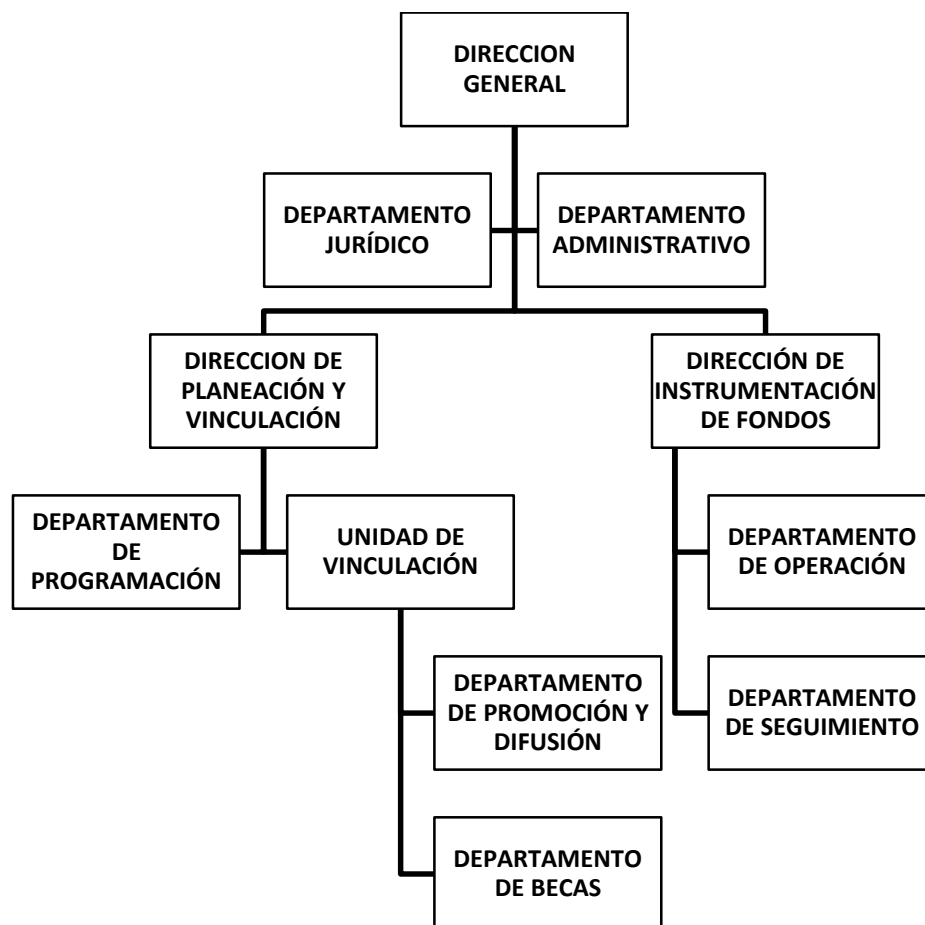 DIRECCION
GENERAL
DEPARTAMENTO
JURÍDICO
DEPARTAMENTO
ADMINISTRATIVO
DIRECCION DE
PLANEACIÓN Y
VINCULACIÓN
DIRECCIÓN DE
INSTRUMENTACIÓN
DE FONDOS
DEPARTAMENTO
DE
PROGRAMACIÓN
UNIDAD DE
VINCULACIÓN
DEPARTAMENTO
DE OPERACIÓN
DEPARTAMENTO
DE PROMOCIÓN Y
DIFUSIÓN
DEPARTAMENTO
DE SEGUIMIENTO
DEPARTAMENTO
DE BECAS